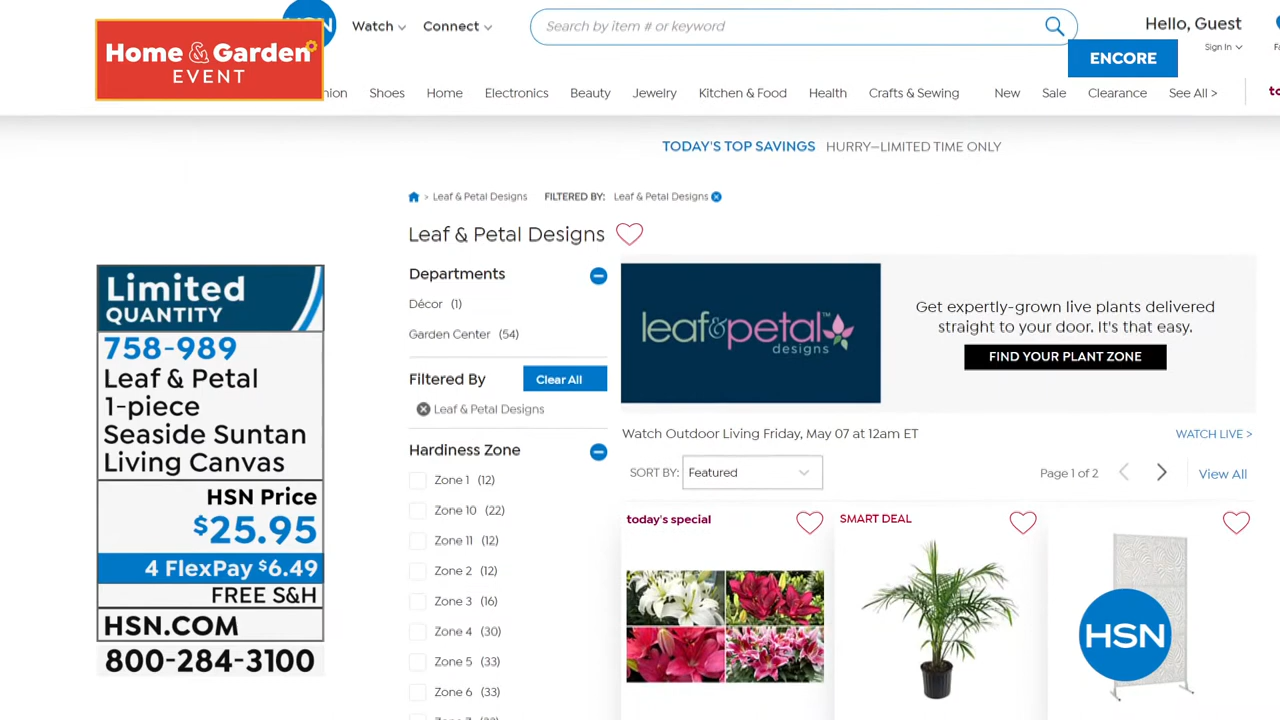 HSN
Watch
Connect
Search by item # or keyword
Hello, Guest
Sign In
Home & Garden
EVENT
ENCORE
Shoes
Home
Electronics
Beauty
Jewelry
Kitchen & Food
Health
Crafts & Sewing
New
Sale
Clearance
See All >
TODAY'S TOP SAVINGS HURRY—LIMITED TIME ONLY
> Leaf & Petal Designs FILTERED BY: Leaf & Petal Designs
Leaf & Petal Designs
Limited
QUANTITY
758-989
Leaf & Petal
1-piece
Seaside Suntan
Living Canvas
HSN Price
$25.95
4 FlexPay $6.49
FREE S&H
HSN.COM
800-284-3100
Departments
Décor (1)
Garden Center (54)
Filtered By
Clear All
Leaf & Petal Designs
Hardiness Zone
Zone 1 (12)
Zone 10 (22)
Zone 11 (12)
Zone 2 (12)
Zone 3 (16)
Zone 4 (30)
Zone 5 (33)
Zone 6 (33)
leaf & petal™
designs
Get expertly-grown live plants delivered
straight to your door. It's that easy.
FIND YOUR PLANT ZONE
Watch Outdoor Living Friday, May 07 at 12am ET
WATCH LIVE >
SORT BY: Featured
Page 1 of 2
View All
today's special
SMART DEAL
HSN